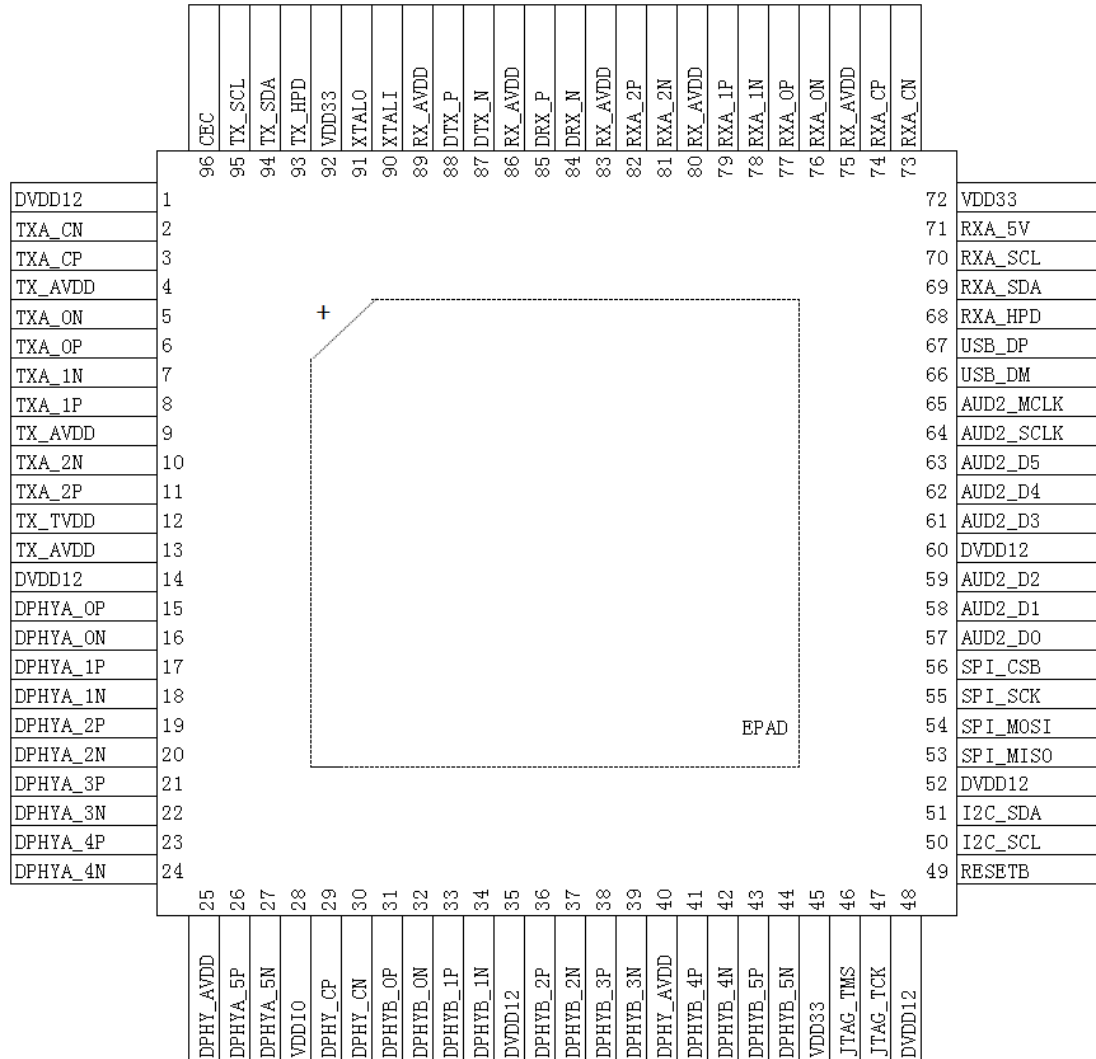 CEC
TX_SCL
TX_SDA
TX_HPD
VDD33
XTALO
XTALI
RX_AVDD
DTX_P
DTX_N
RX_AVDD
DRX_P
DRX_N
RX_AVDD
RXA_2P
RXA_2N
RX_AVDD
RXA_1P
RXA_1N
RXA_0P
RXA_0N
RX_AVDD
RXA_CP
RXA_CN
96
95
94
93
92
91
90
89
88
87
86
85
84
83
82
81
80
79
78
77
76
75
74
73
DVDD12 1
TXA_CN 2
TXA_CP 3
TX_AVDD 4
TXA_0N 5
TXA_0P 6
TXA_1N 7
TXA_1P 8
TX_AVDD 9
TXA_2N 10
TXA_2P 11
TX_TVDD 12
TX_AVDD 13
DVDD12 14
DPHYA_0P 15
DPHYA_0N 16
DPHYA_1P 17
DPHYA_1N 18
DPHYA_2P 19
DPHYA_2N 20
DPHYA_3P 21
DPHYA_3N 22
DPHYA_4P 23
DPHYA_4N 24
+
EPAD
72 VDD33
71 RXA_5V
70 RXA_SCL
69 RXA_SDA
68 RXA_HPD
67 USB_DP
66 USB_DM
65 AUD2_MCLK
64 AUD2_SCLK
63 AUD2_D5
62 AUD2_D4
61 AUD2_D3
60 DVDD12
59 AUD2_D2
58 AUD2_D1
57 AUD2_D0
56 SPI_CSB
55 SPI_SCK
54 SPI_MOSI
53 SPI_MISO
52 DVDD12
51 I2C_SDA
50 I2C_SCL
49 RESETB
25
26
27
28
29
30
31
32
33
34
35
36
37
38
39
40
41
42
43
44
45
46
47
48
DPHY_AVDD
DPHYA_5P
DPHYA_5N
VDDIO
DPHY_CP
DPHY_CN
DPHYB_0P
DPHYB_0N
DPHYB_1P
DPHYB_1N
DVDD12
DPHYB_2P
DPHYB_2N
DPHYB_3P
DPHYB_3N
DPHY_AVDD
DPHYB_4P
DPHYB_4N
DPHYB_5P
DPHYB_5N
VDD33
JTAG_TMS
JTAG_TCK
DVDD12